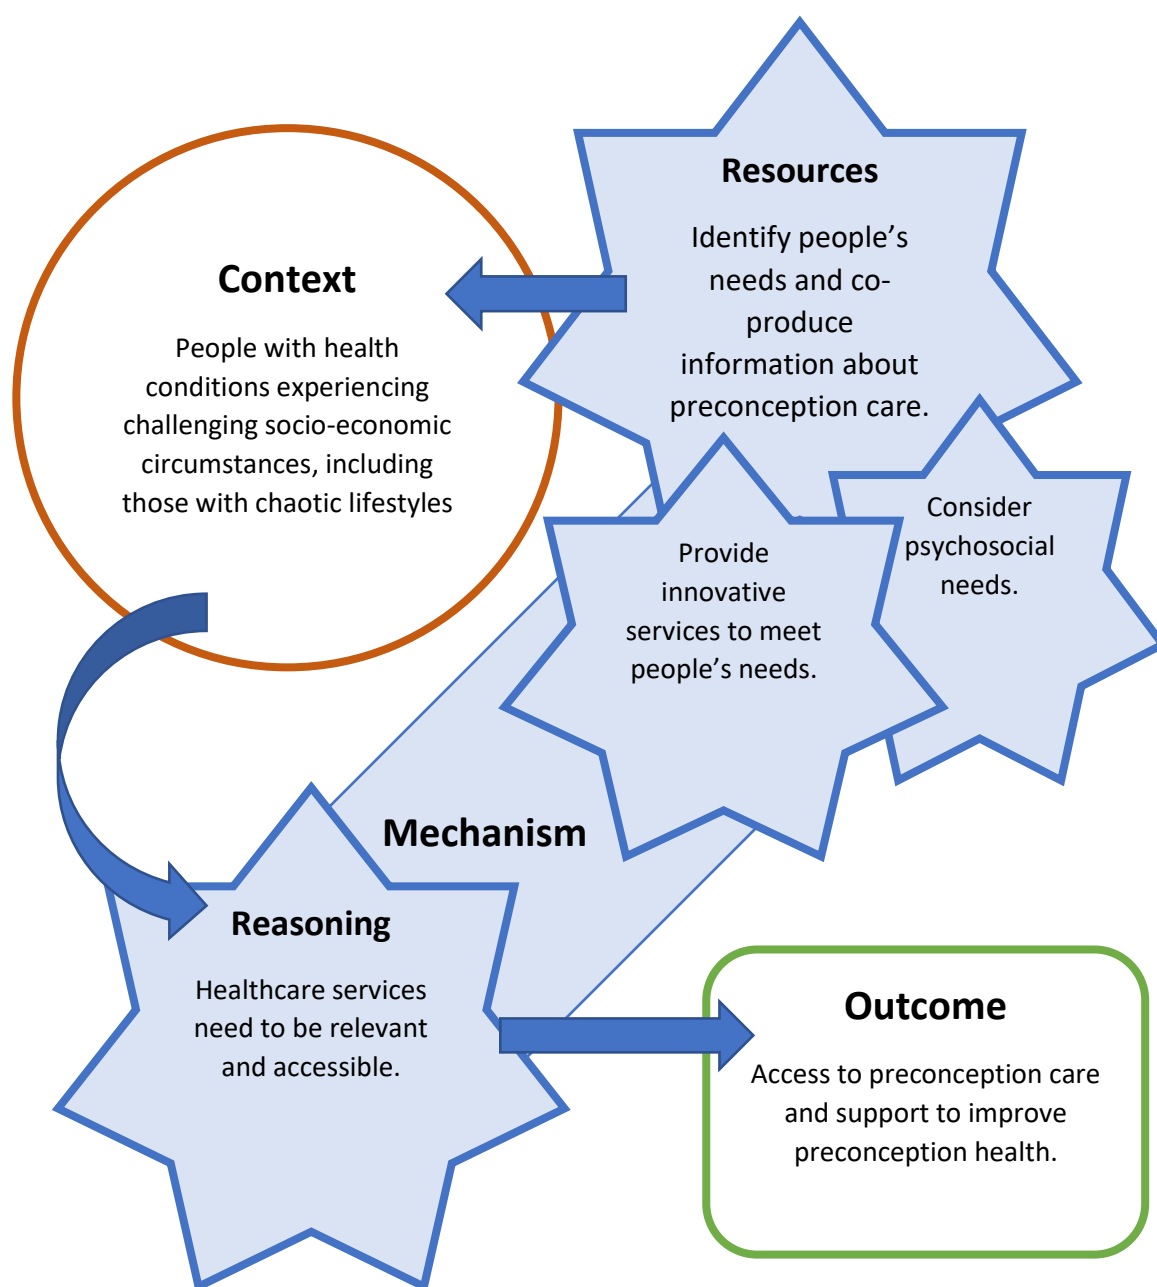 Resources
Identify people’s
needs and co-
produce
information about
preconception care.
Context
People with health
conditions experiencing
challenging socio-economic
circumstances, including
those with chaotic lifestyles
Consider
psychosocial
needs.
Provide
innovative
services to meet
people’s needs.
Mechanism
Reasoning
Healthcare services
need to be relevant
and accessible.
Outcome
Access to preconception care
and support to improve
preconception health.